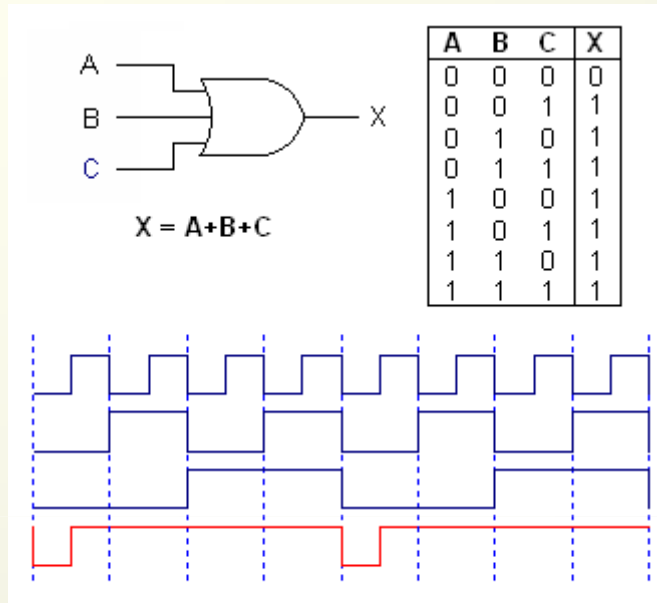 A
B
C
X
X = A+B+C
A B C X
0 0 0 0
0 0 1 1
0 1 0 1
0 1 1 1
1 0 0 1
1 0 1 1
1 1 0 1
1 1 1 1